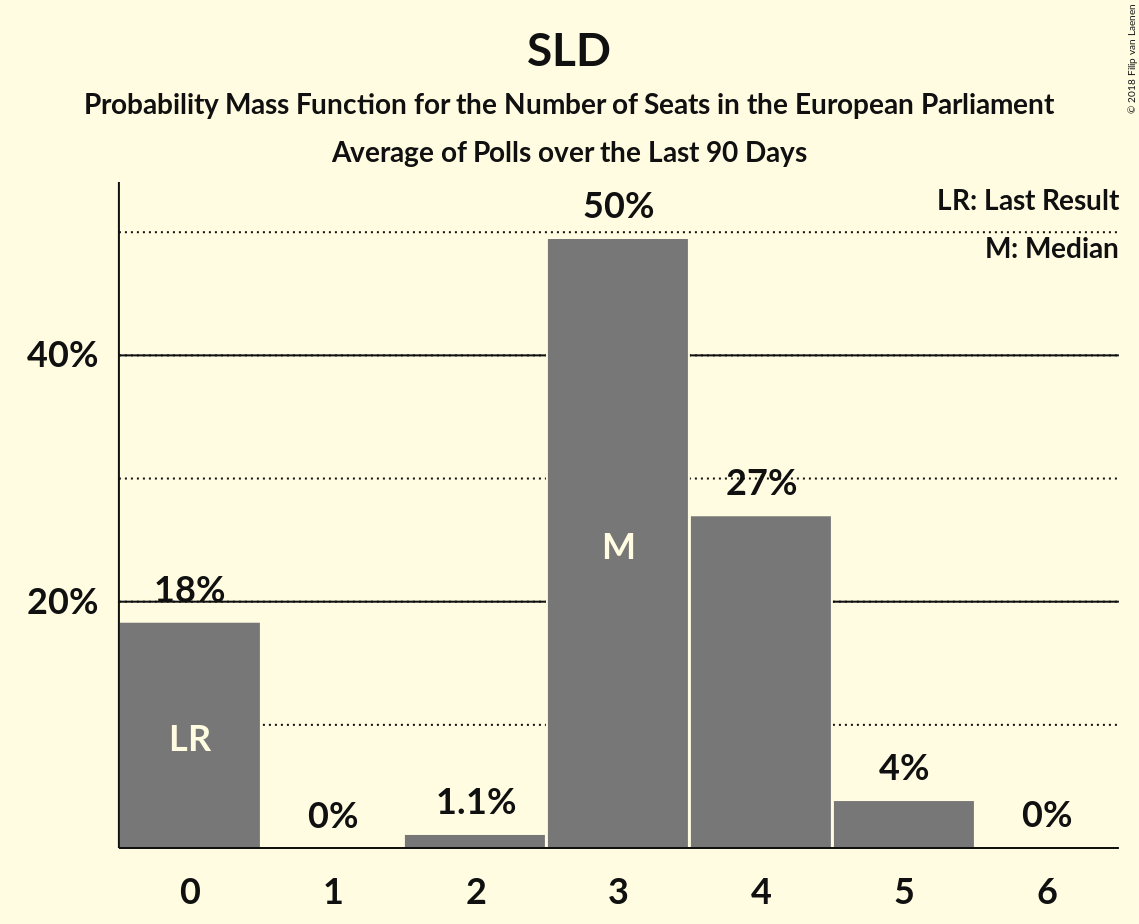 SLD
Probability Mass Function for the Number of Seats in the European Parliament
Average of Polls over the Last 90 Days
© 2018 Filip van Laenen
LR: Last Result
M: Median
50%
40%
27%
M
20%
18%
LR
0%
1.1%
4%
0%
0 1 2 3 4 5 6